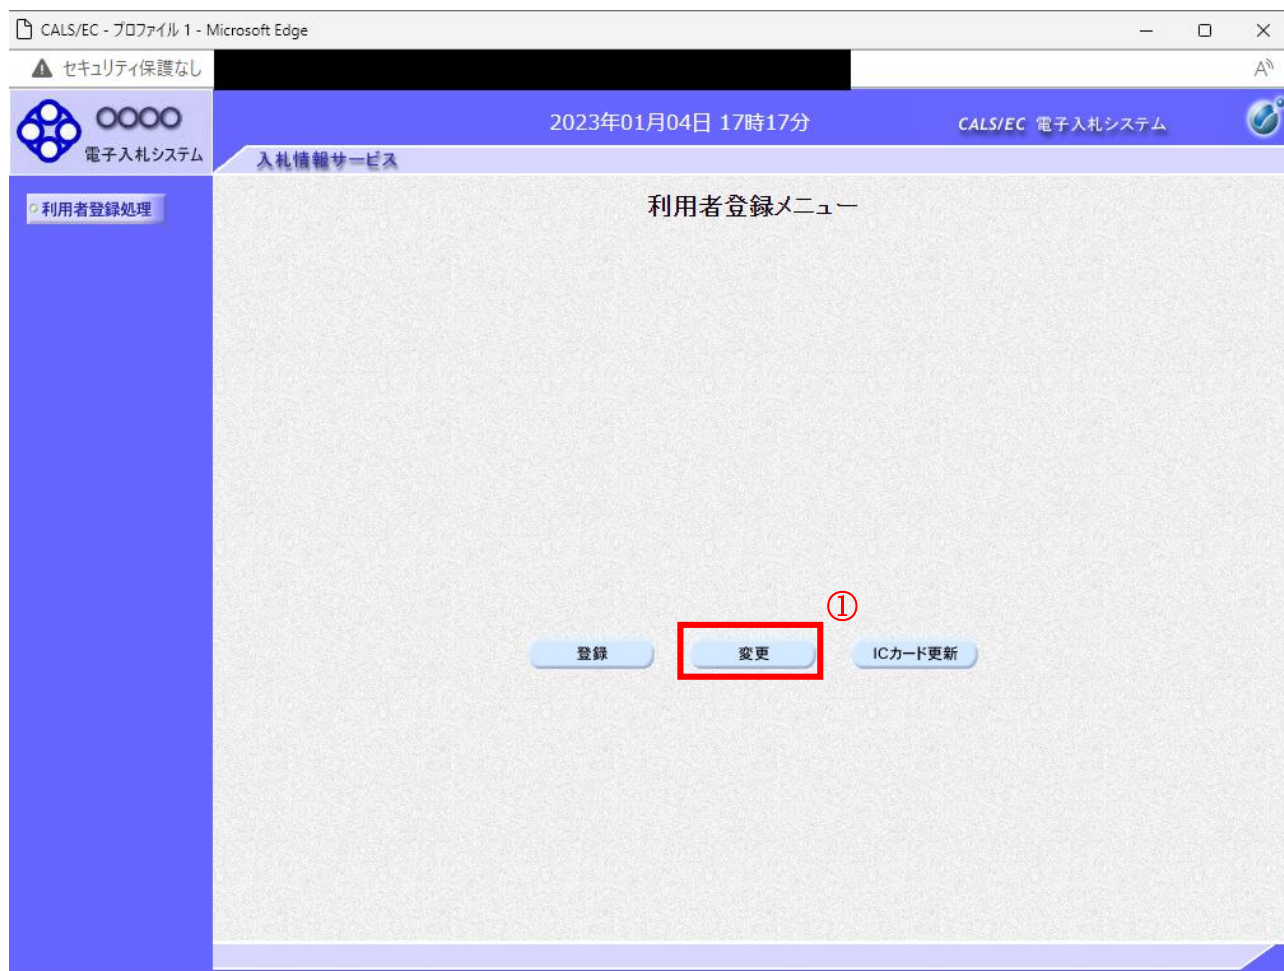 CALS/EC - プロファイル 1 - Microsoft Edge
セキュリティ保護なし
〇〇〇〇
電子入札システム
2023年01月04日 17時17分
CALS/EC 電子入札システム
入札情報サービス
利用者登録処理
利用者登録メニュー
①
登録
変更
ICカード更新